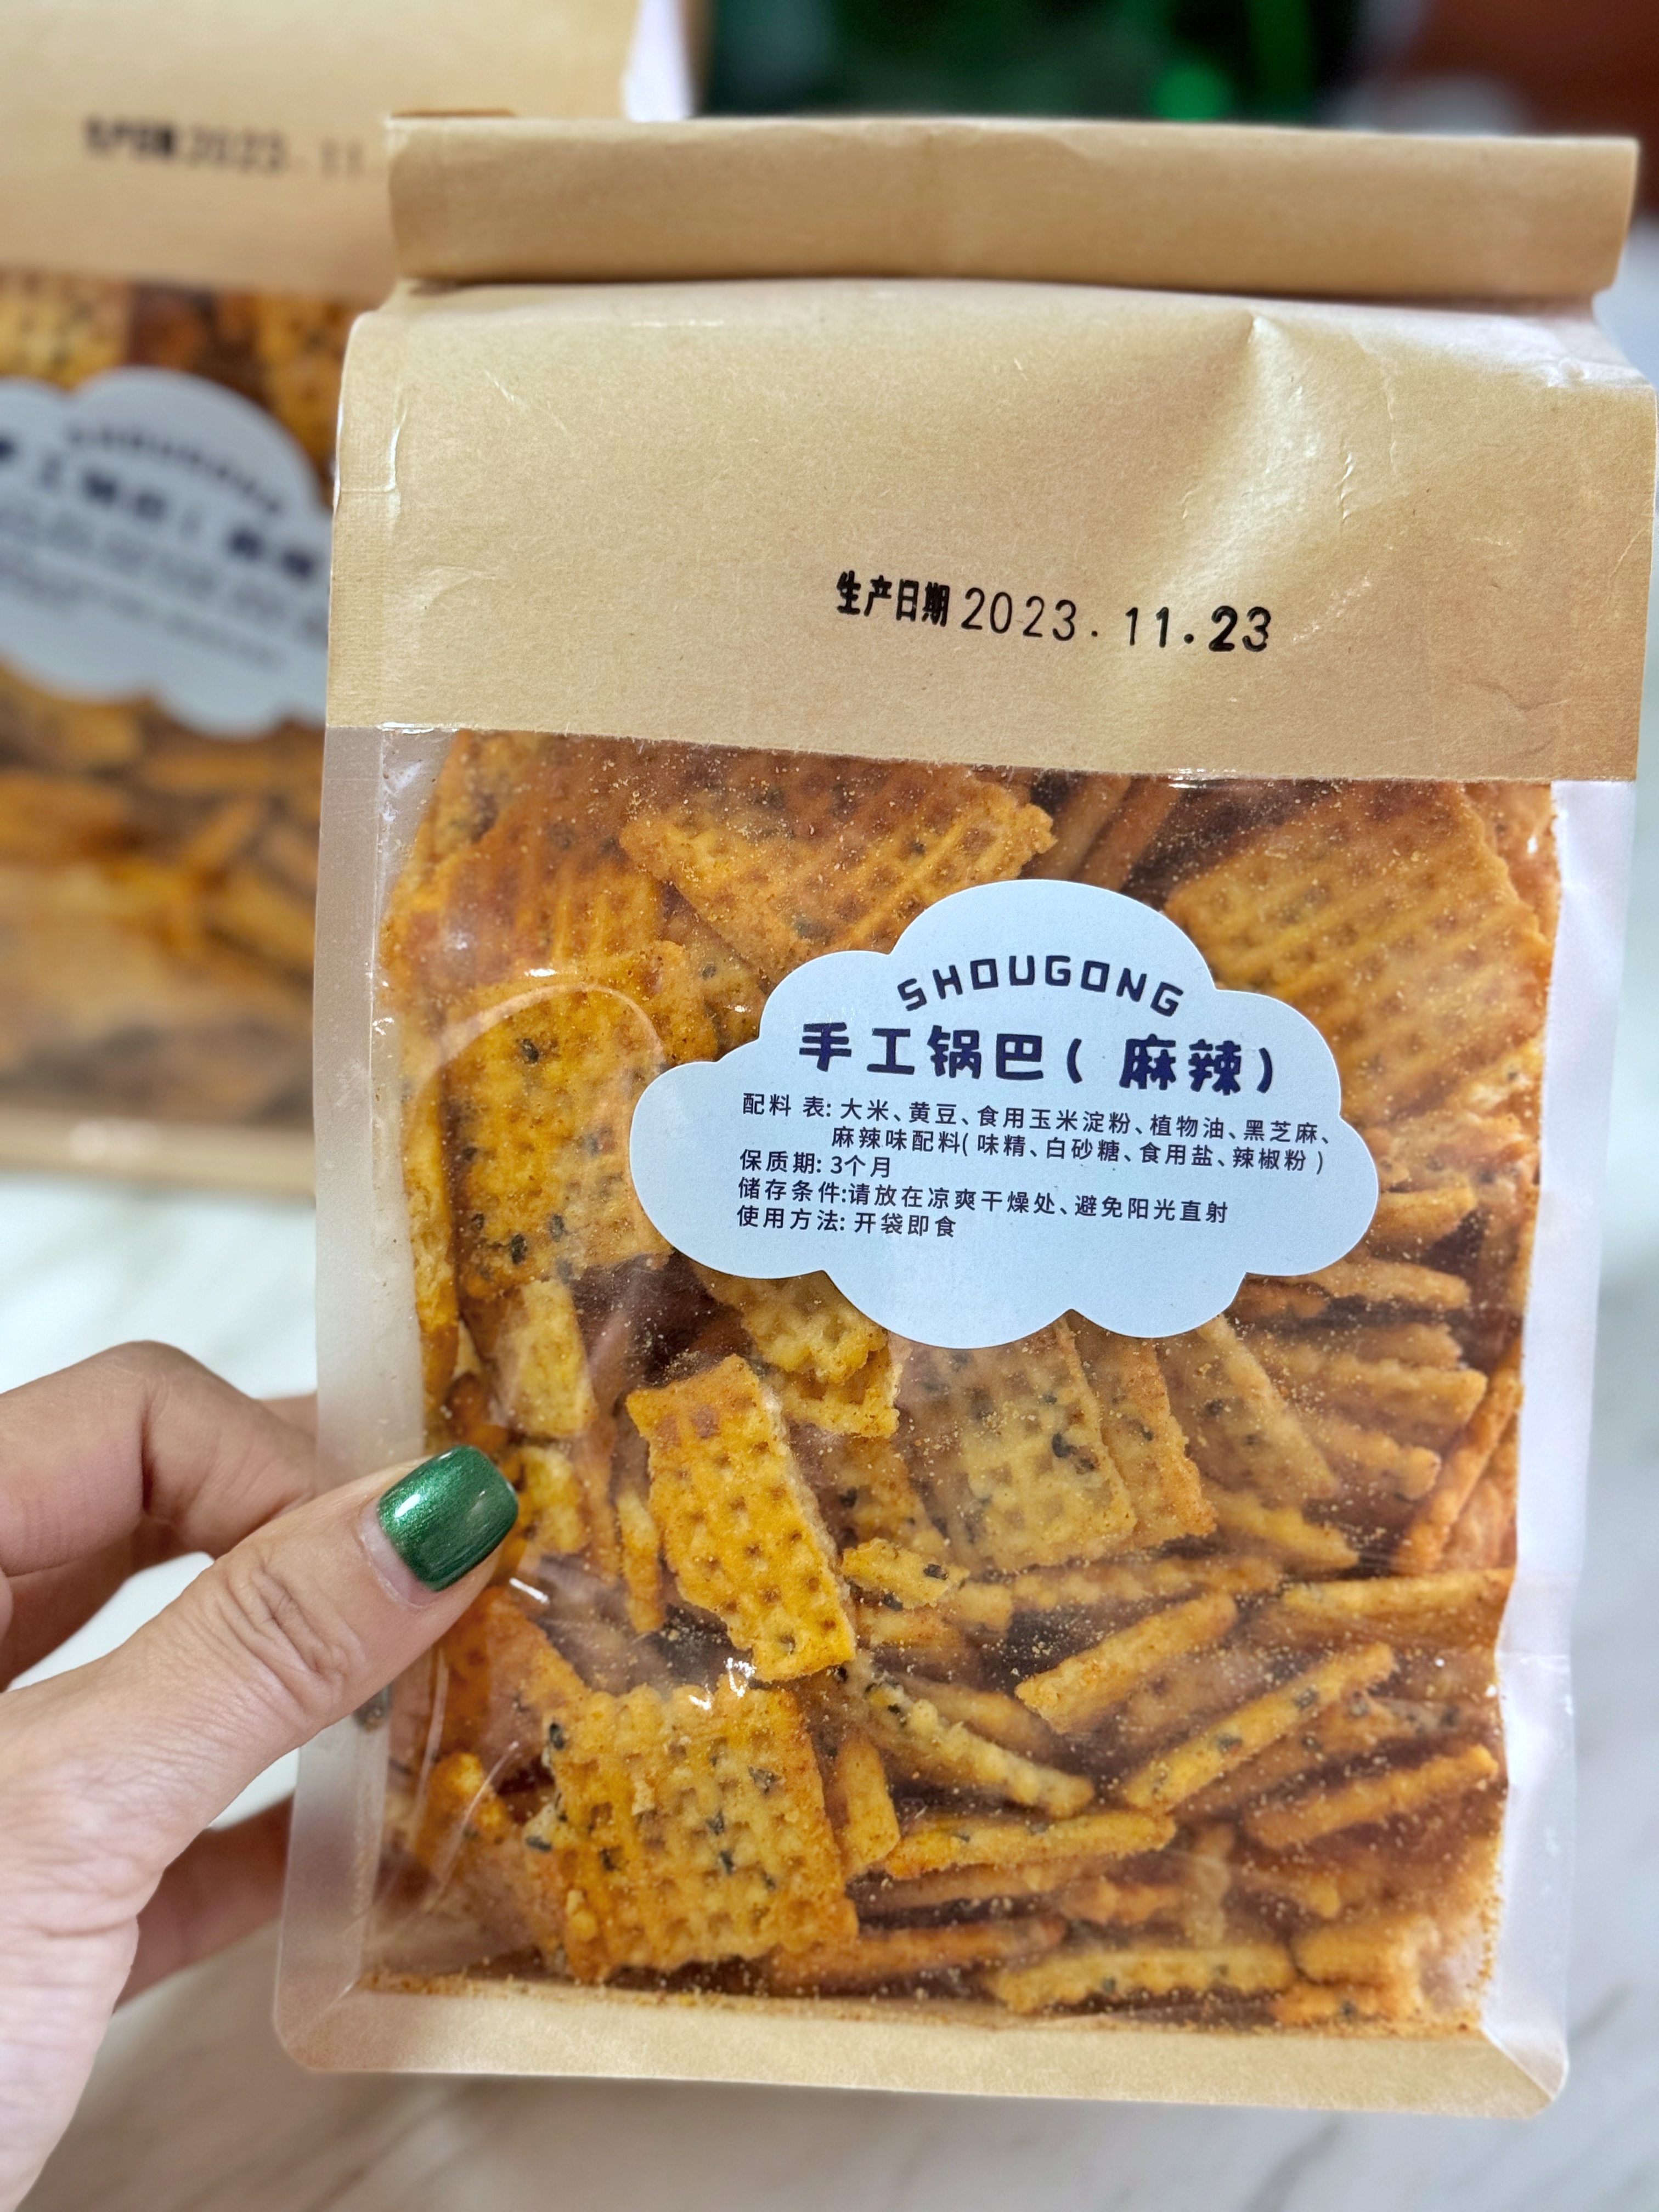 2023.11
生产日期 2023.11.23
SHOUGONG
手工锅巴(麻辣)
配料 表:大米、黄豆、食用玉米淀粉、植物油、黑芝麻、
麻辣味配料(味精、白砂糖、食用盐、辣椒粉)
保质期: 3个月
储存条件:请放在凉爽干燥处、避免阳光直射
使用方法: 开袋即食